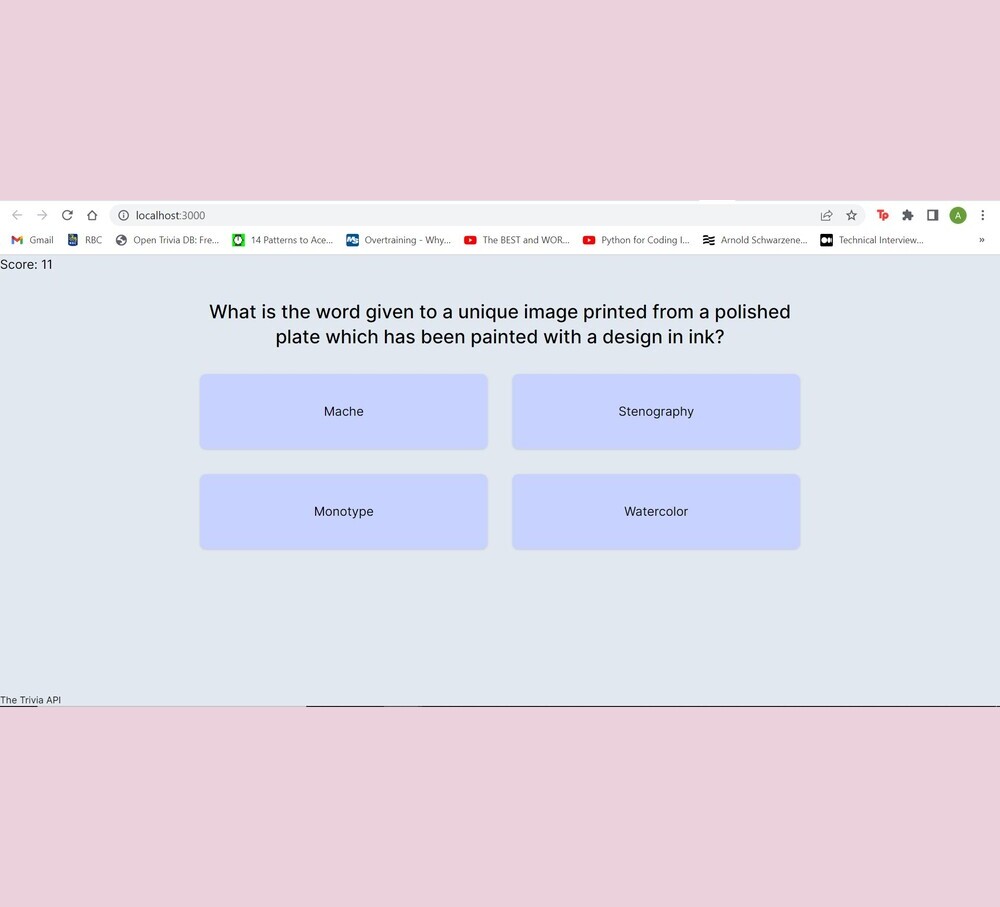 localhost:3000
Tp
A
Gmail RBC Open Trivia DB: Fre... 14 Patterns to Ace... Overtraining - Why... The BEST and WOR... Python for Coding I... Arnold Schwarzene... Technical Interview... »
Score: 11
What is the word given to a unique image printed from a polished
plate which has been painted with a design in ink?
Mache
Stenography
Monotype
Watercolor
The Trivia API